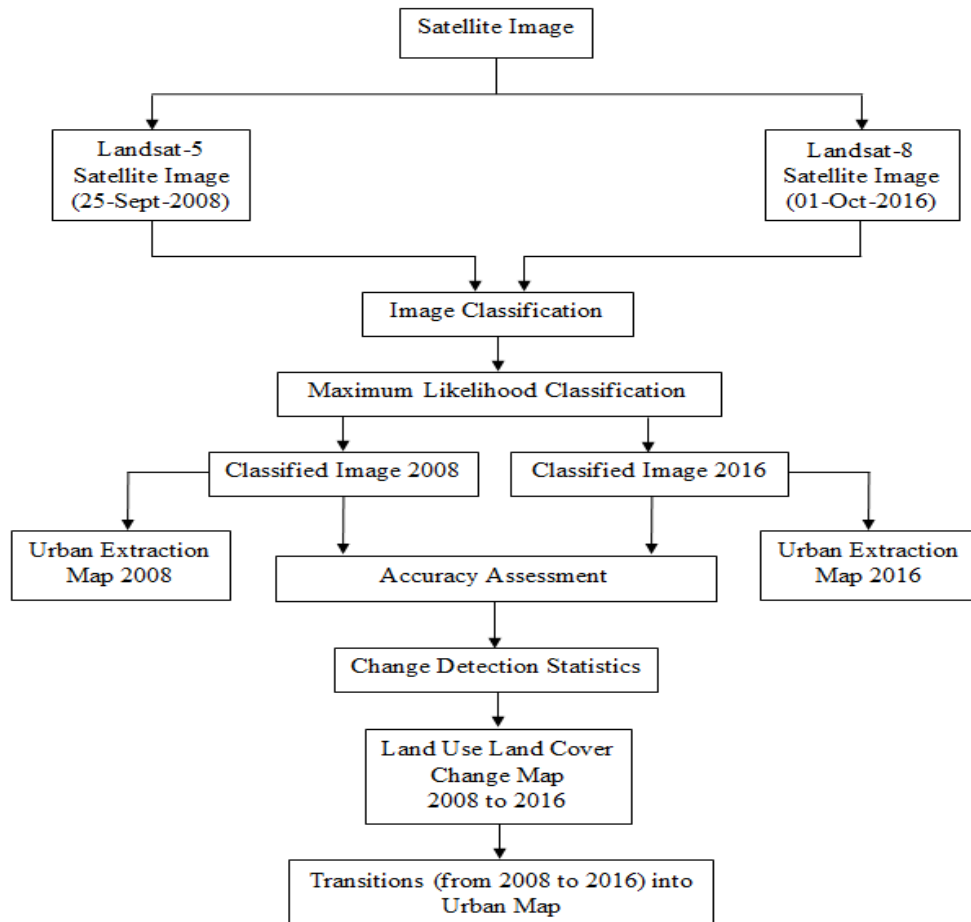 Satellite Image
Landsat-5
Satellite Image
(25-Sept-2008)
Landsat-8
Satellite Image
(01-Oct-2016)
Image Classification
Maximum Likelihood Classification
Classified Image 2008
Classified Image 2016
Urban Extraction
Map 2008
Accuracy Assessment
Urban Extraction
Map 2016
Change Detection Statistics
Land Use Land Cover
Change Map
2008 to 2016
Transitions (from 2008 to 2016) into
Urban Map